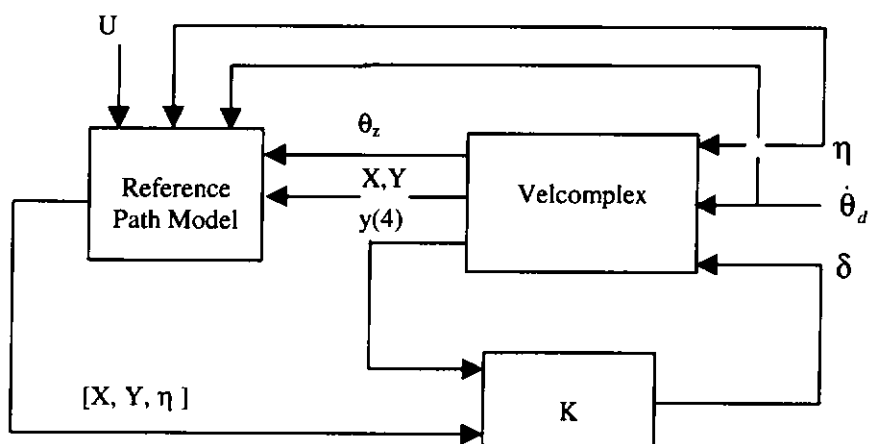 U
θz
η
Reference
Path Model
X,Y
Velcomplex
y(4)
θ̇d
δ
[X, Y, η ]
K